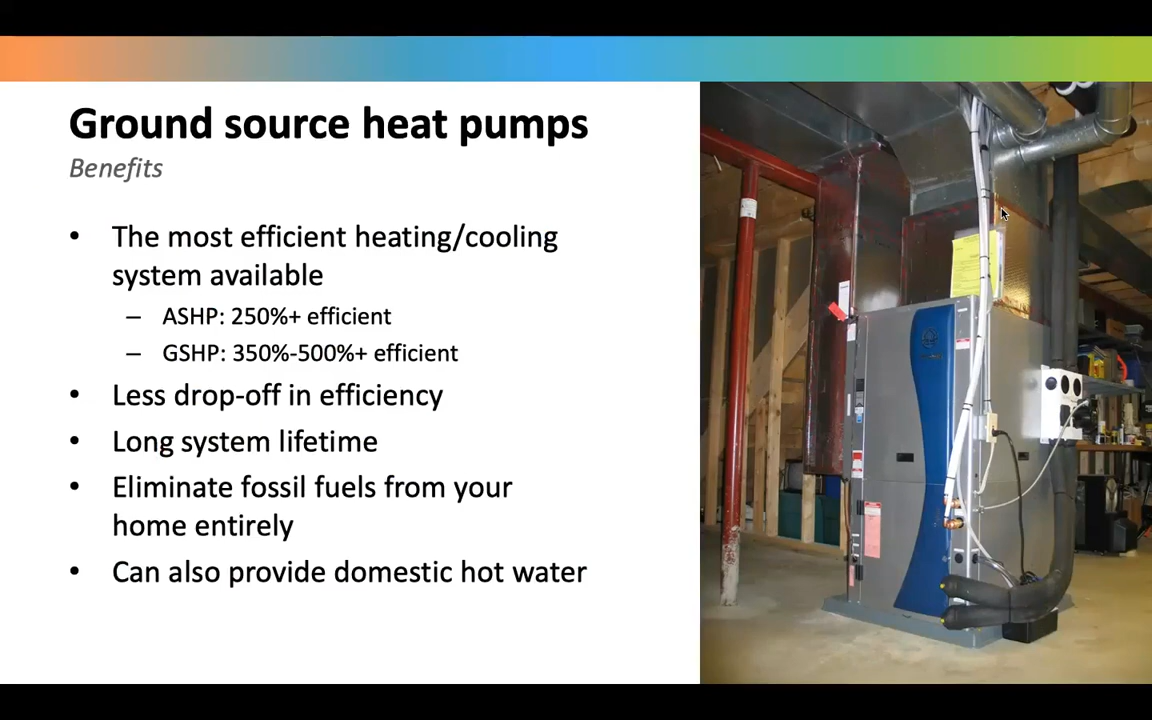 Ground source heat pumps
Benefits
• The most efficient heating/cooling
system available
– ASHP: 250%+ efficient
– GSHP: 350%-500%+ efficient
• Less drop-off in efficiency
• Long system lifetime
• Eliminate fossil fuels from your
home entirely
• Can also provide domestic hot water